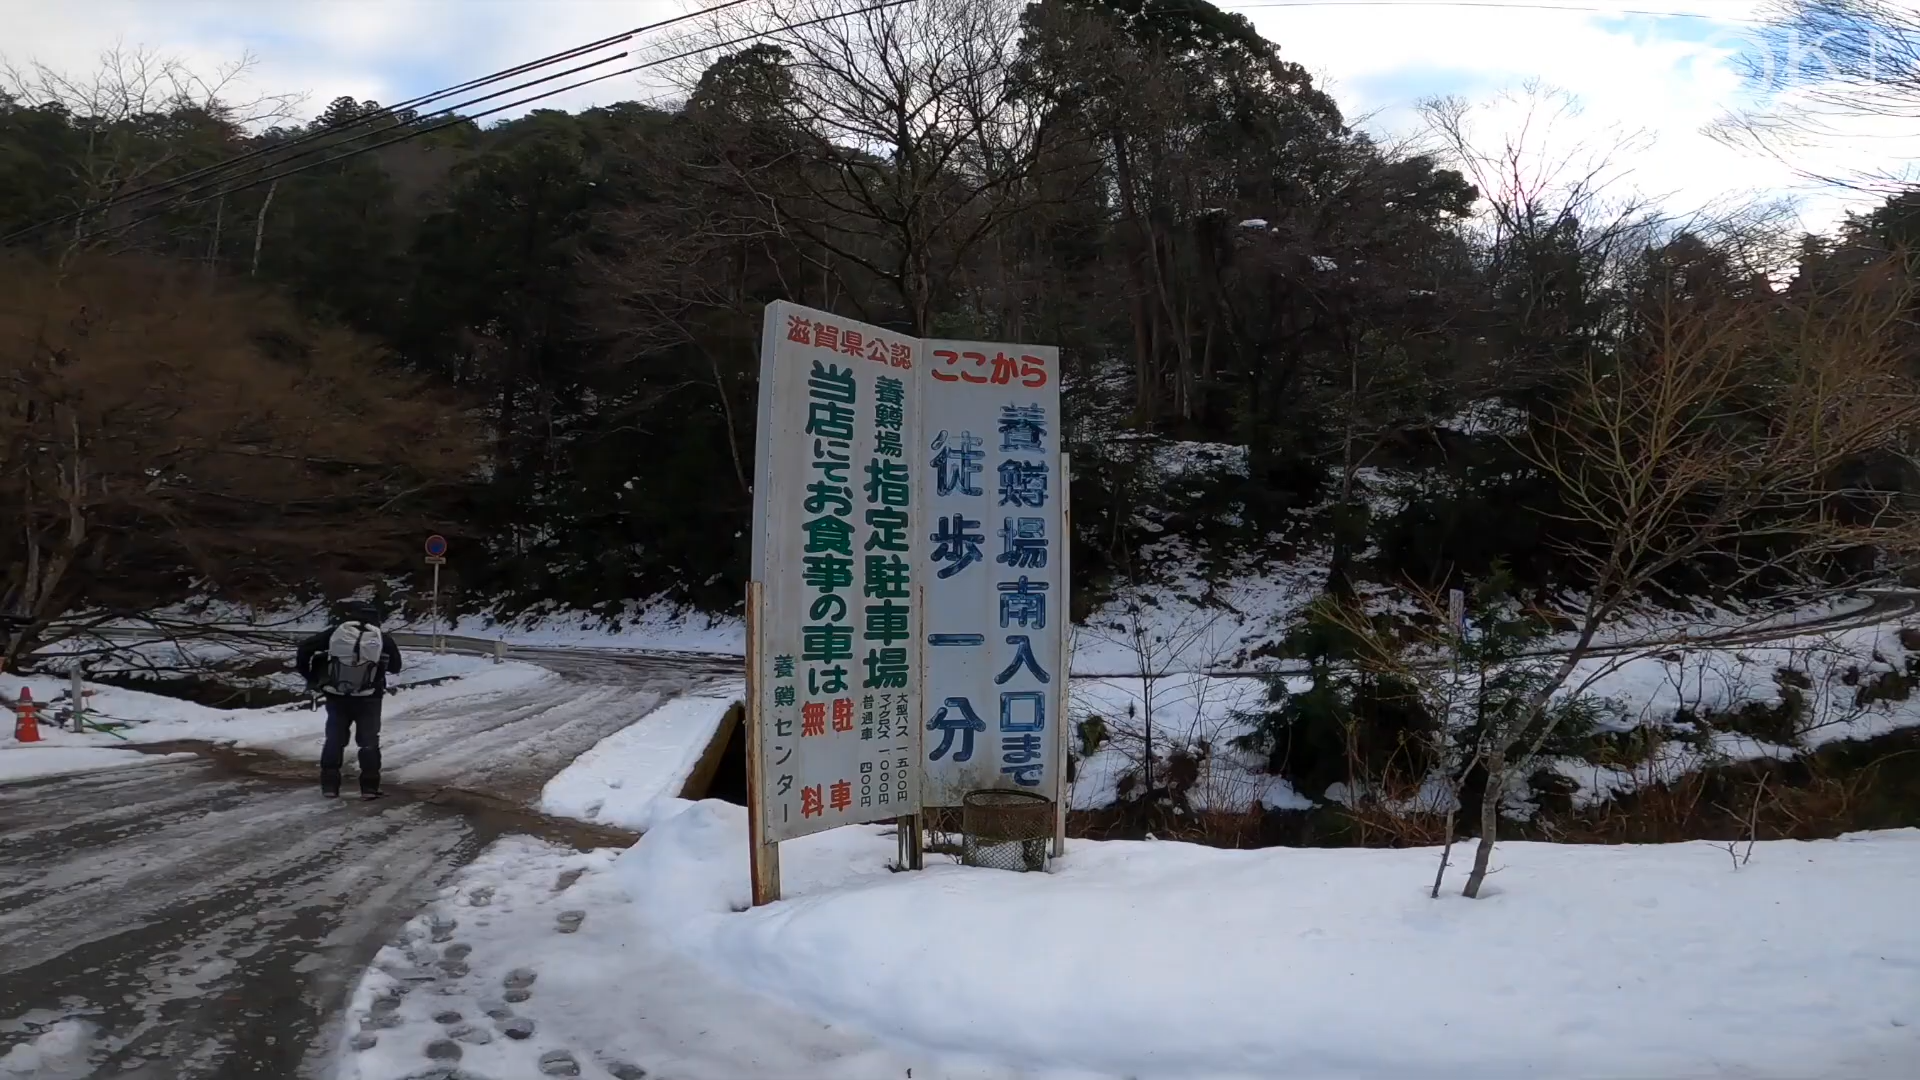 滋賀県公認
ここから
養鱒場南入口まで
徒歩一分
養鱒場指定駐車場
大型バス 一、五〇〇円
マイクロバス 一、〇〇〇円
普通車 四〇〇円
当店にてお食事の車は
駐車
無料
養鱒センター